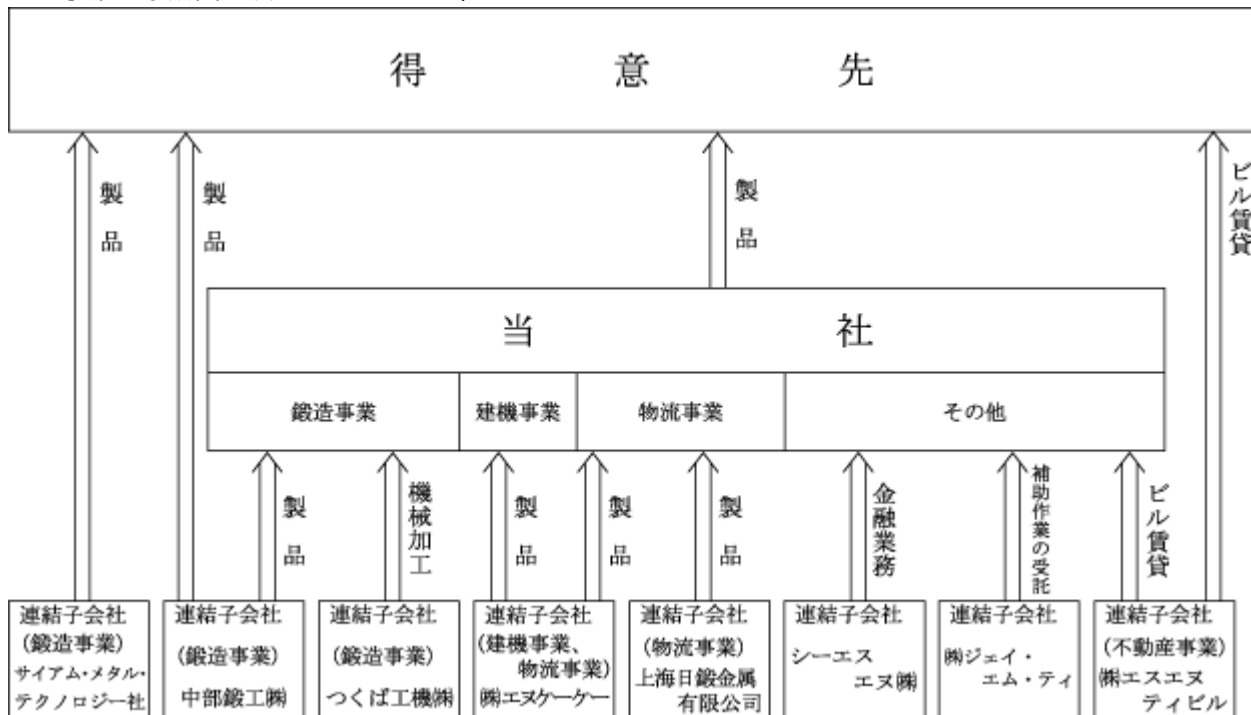 得意先
製品
製品
製品
ビル賃貸
当社
鍛造事業
建機事業
物流事業
その他
製品
機械加工
製品
製品
製品
金融業務
補助作業の受託
ビル賃貸
連結子会社
(鍛造事業)
サイアム・メタル・
テクノロジー社
連結子会社
(鍛造事業)
中部鍛工㈱
連結子会社
(鍛造事業)
つくば工機㈱
連結子会社
(建機事業、
物流事業)
㈱エヌケーケー
連結子会社
(物流事業)
上海日鍛金属
有限公司
連結子会社
シーエス
エヌ㈱
連結子会社
㈱ジェイ・
エム・ティ
連結子会社
(不動産事業)
㈱エスエヌ
ティビル